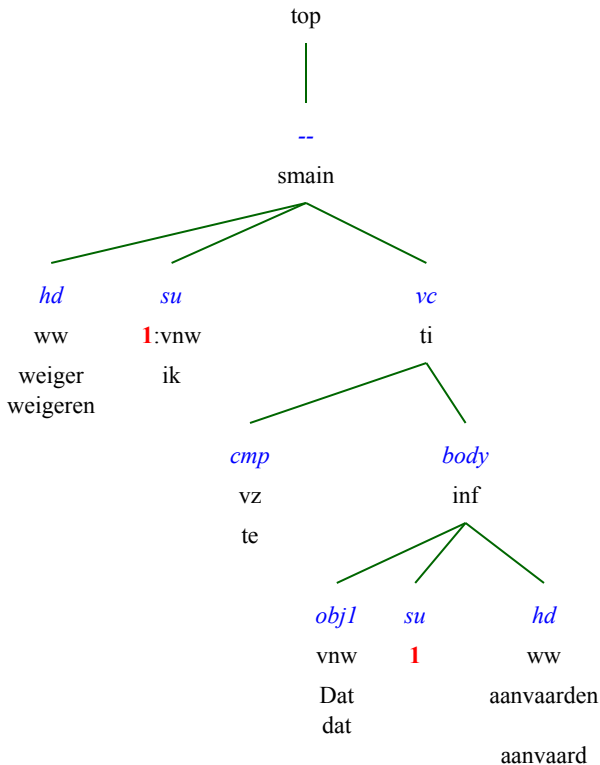 top
--
smain
hd su vc
ww 1:vnw ti
weiger ik
weigeren
cmp body
vz inf
te
obj1 su hd
vnw 1 ww
Dat aanvaarden
dat
aanvaard